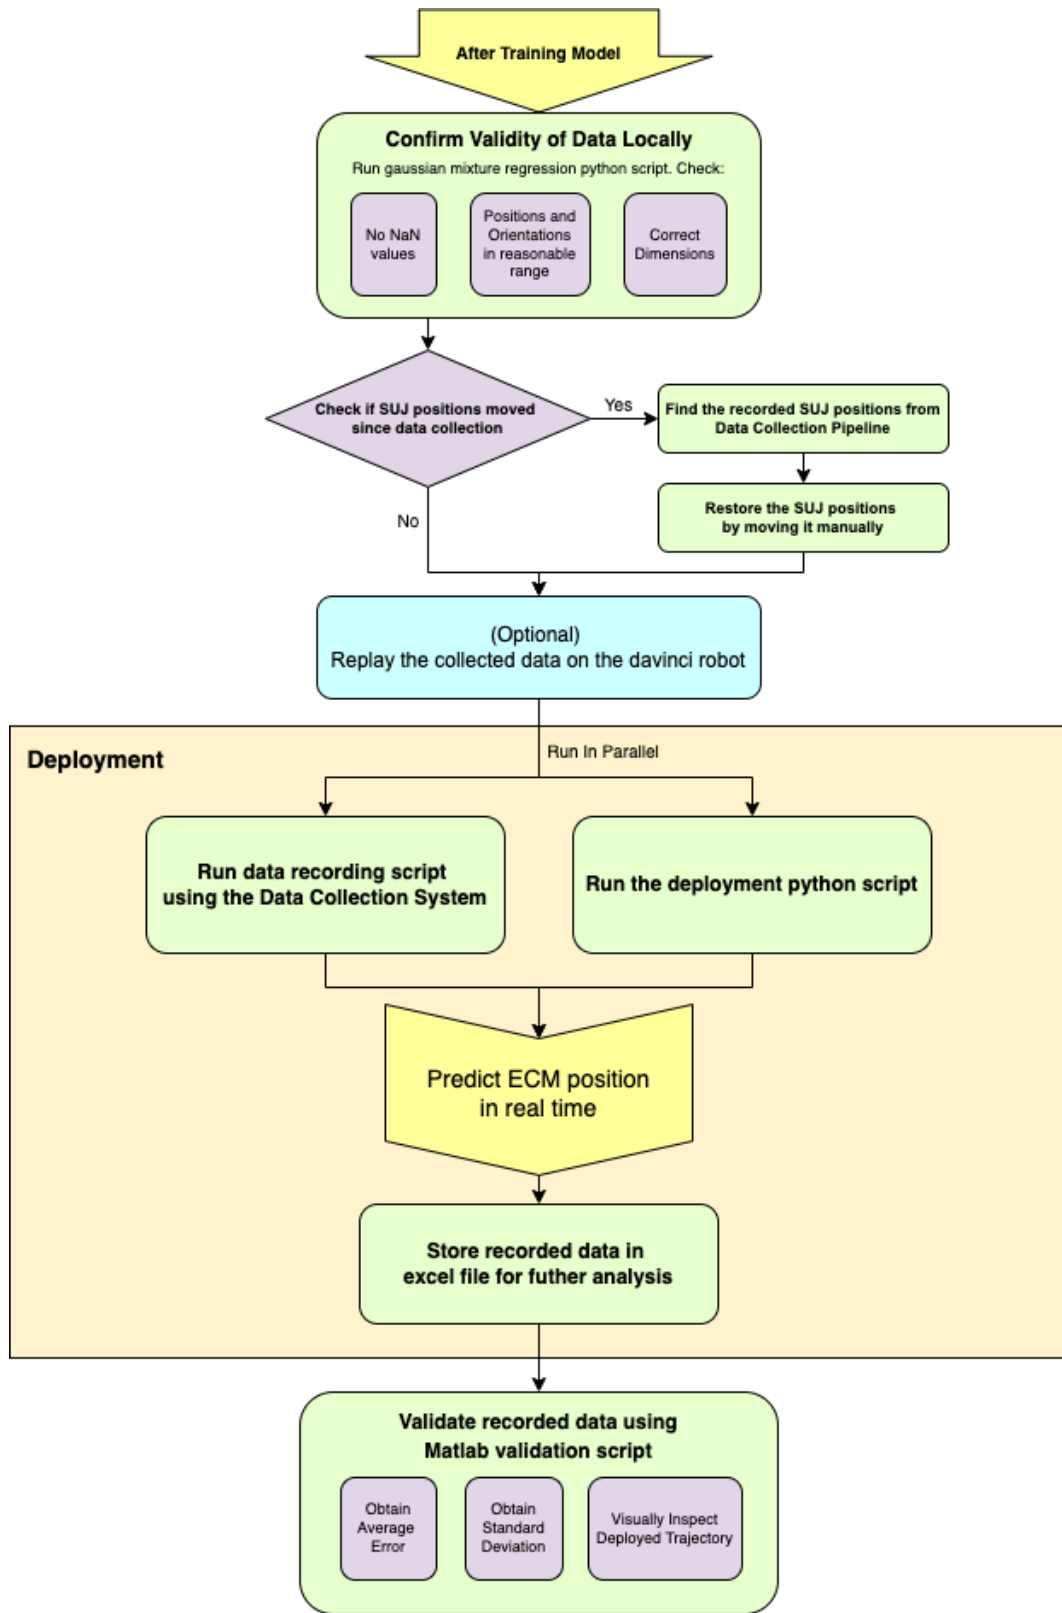 After Training Model
Confirm Validity of Data Locally
Run gaussian mixture regression python script. Check:
No NaN
values
Positions and
Orientations
in reasonable
range
Correct
Dimensions
Check if SUJ positions moved
since data collection
Yes
Find the recorded SUJ positions from
Data Collection Pipeline
Restore the SUJ positions
by moving it manually
No
(Optional)
Replay the collected data on the davinci robot
Deployment
Run In Parallel
Run data recording script
using the Data Collection System
Run the deployment python script
Predict ECM position
in real time
Store recorded data in
excel file for futher analysis
Validate recorded data using
Matlab validation script
Obtain
Average
Error
Obtain
Standard
Deviation
Visually Inspect
Deployed Trajectory